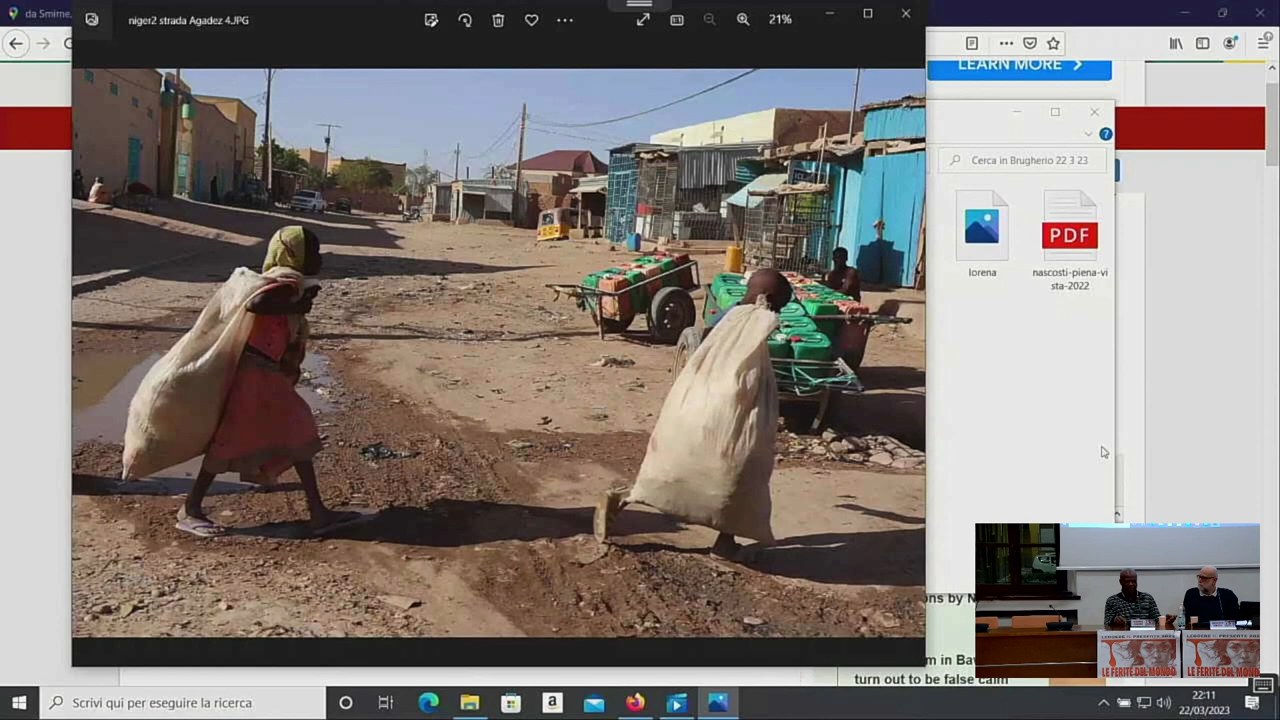 da Smirne,
niger2 strada Agadez 4.JPG
21%
LEARN MORE
Cerca in Brugherio 22 3 23
PDF
lorena
nascosti-piena-vi
sta-2022
ons by N
m in Bav
turn out to be false calm
LE FERITE DEL MONDO
LE FERITE DEL MONDO
Scrivi qui per eseguire la ricerca
22:11
22/03/2023